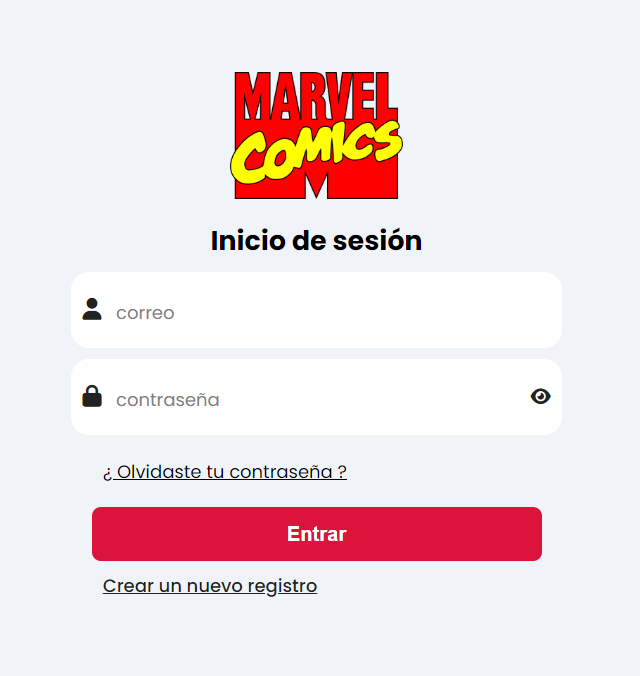 MARVEL
COMICS
Inicio de sesión
correo
contraseña
¿ Olvidaste tu contraseña ?
Entrar
Crear un nuevo registro